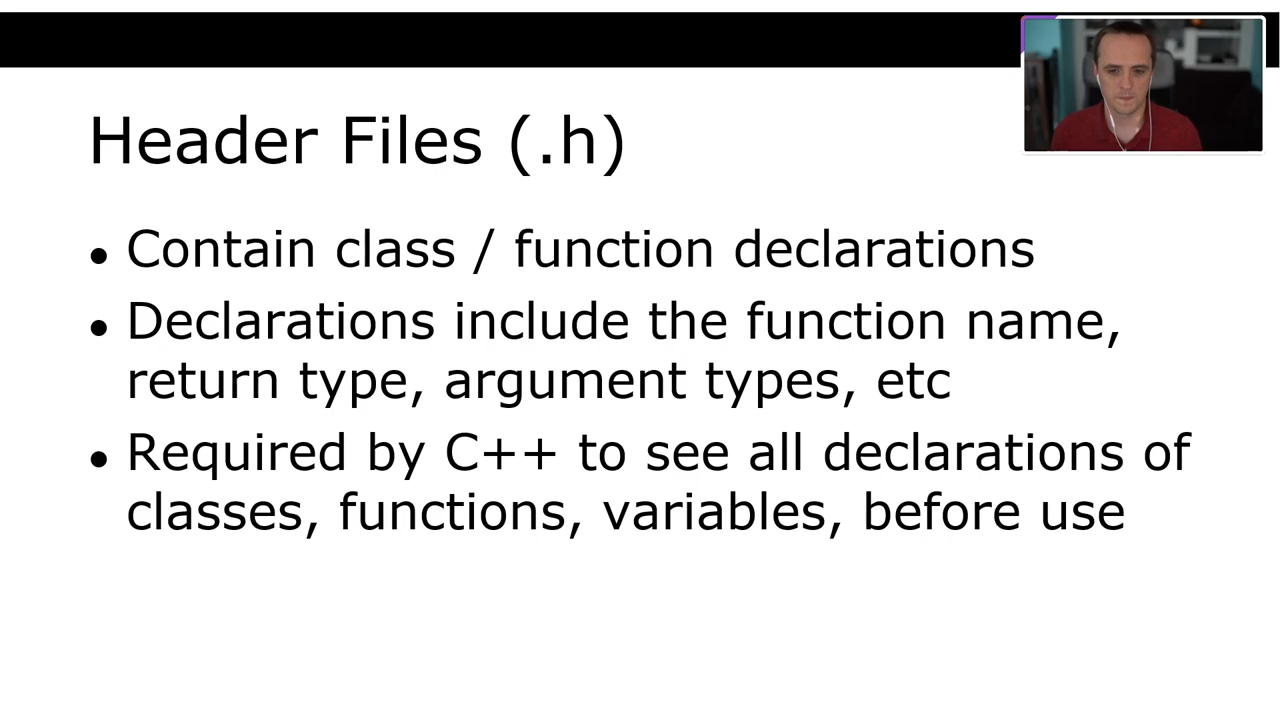 Header Files (.h)
• Contain class / function declarations
• Declarations include the function name,
return type, argument types, etc
• Required by C++ to see all declarations of
classes, functions, variables, before use